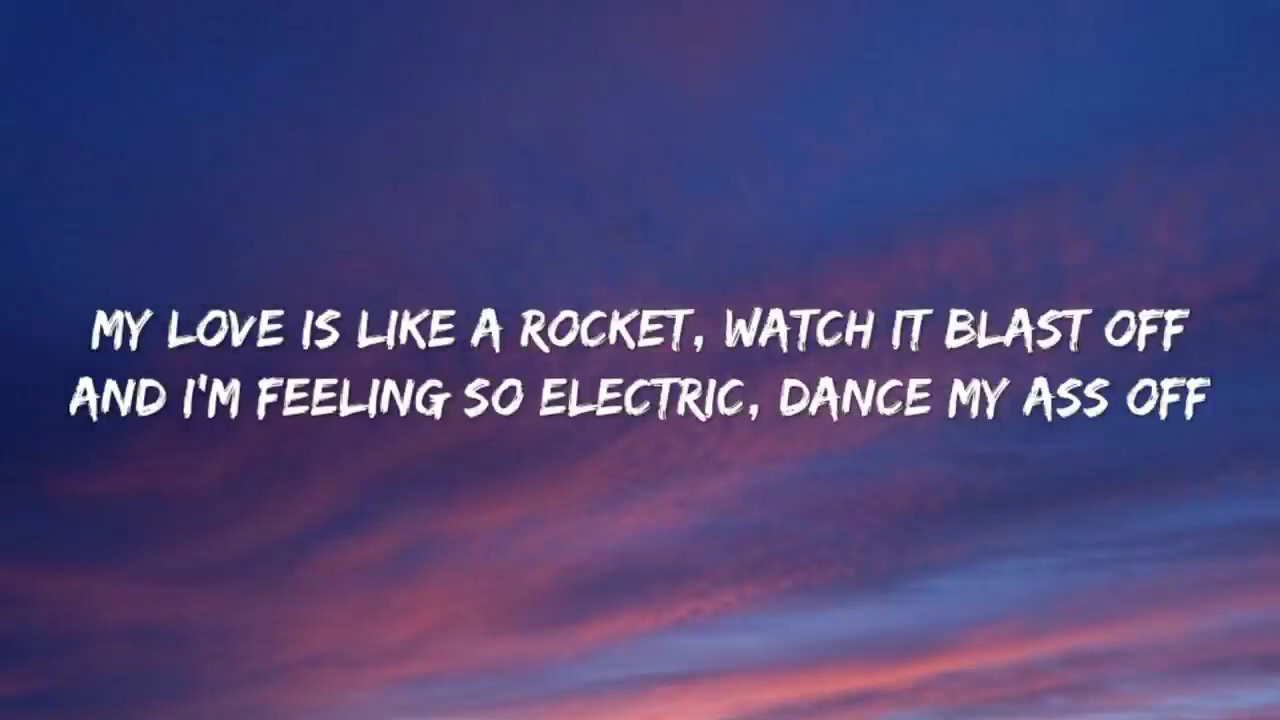 MY LOVE IS LIKE A ROCKET, WATCH IT BLAST OFF
AND I'M FEELING SO ELECTRIC, DANCE MY ASS OFF